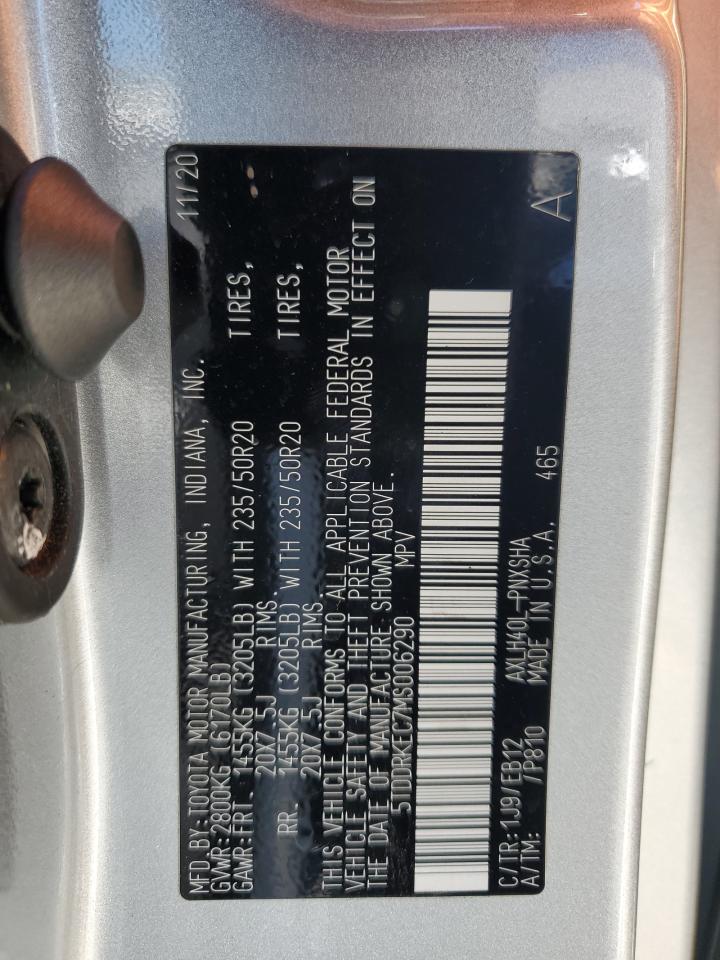 MFD.BY:TOYOTA MOTOR MANUFACTURING, INDIANA, INC. 11/20
GVWR:2800KG(6170LB)
GAWR:FRT. 1455KG (3205LB) WITH 235/50R20 TIRES,
20X7.5J RIMS.
RR. 1455KG (3205LB) WITH 235/50R20 TIRES,
20X7.5J RIMS
THIS VEHICLE CONFORMS TO ALL APPLICABLE FEDERAL MOTOR
VEHICLE SAFETY AND THEFT PREVENTION STANDARDS IN EFFECT ON
THE DATE OF MANUFACTURE SHOWN ABOVE.
5TDDRKEC7MS006290 MPV
C/TR:1J9/EB12 AXLH40L-PNXSHA
A/TM: /P810 MADE IN U.S.A. 465 A